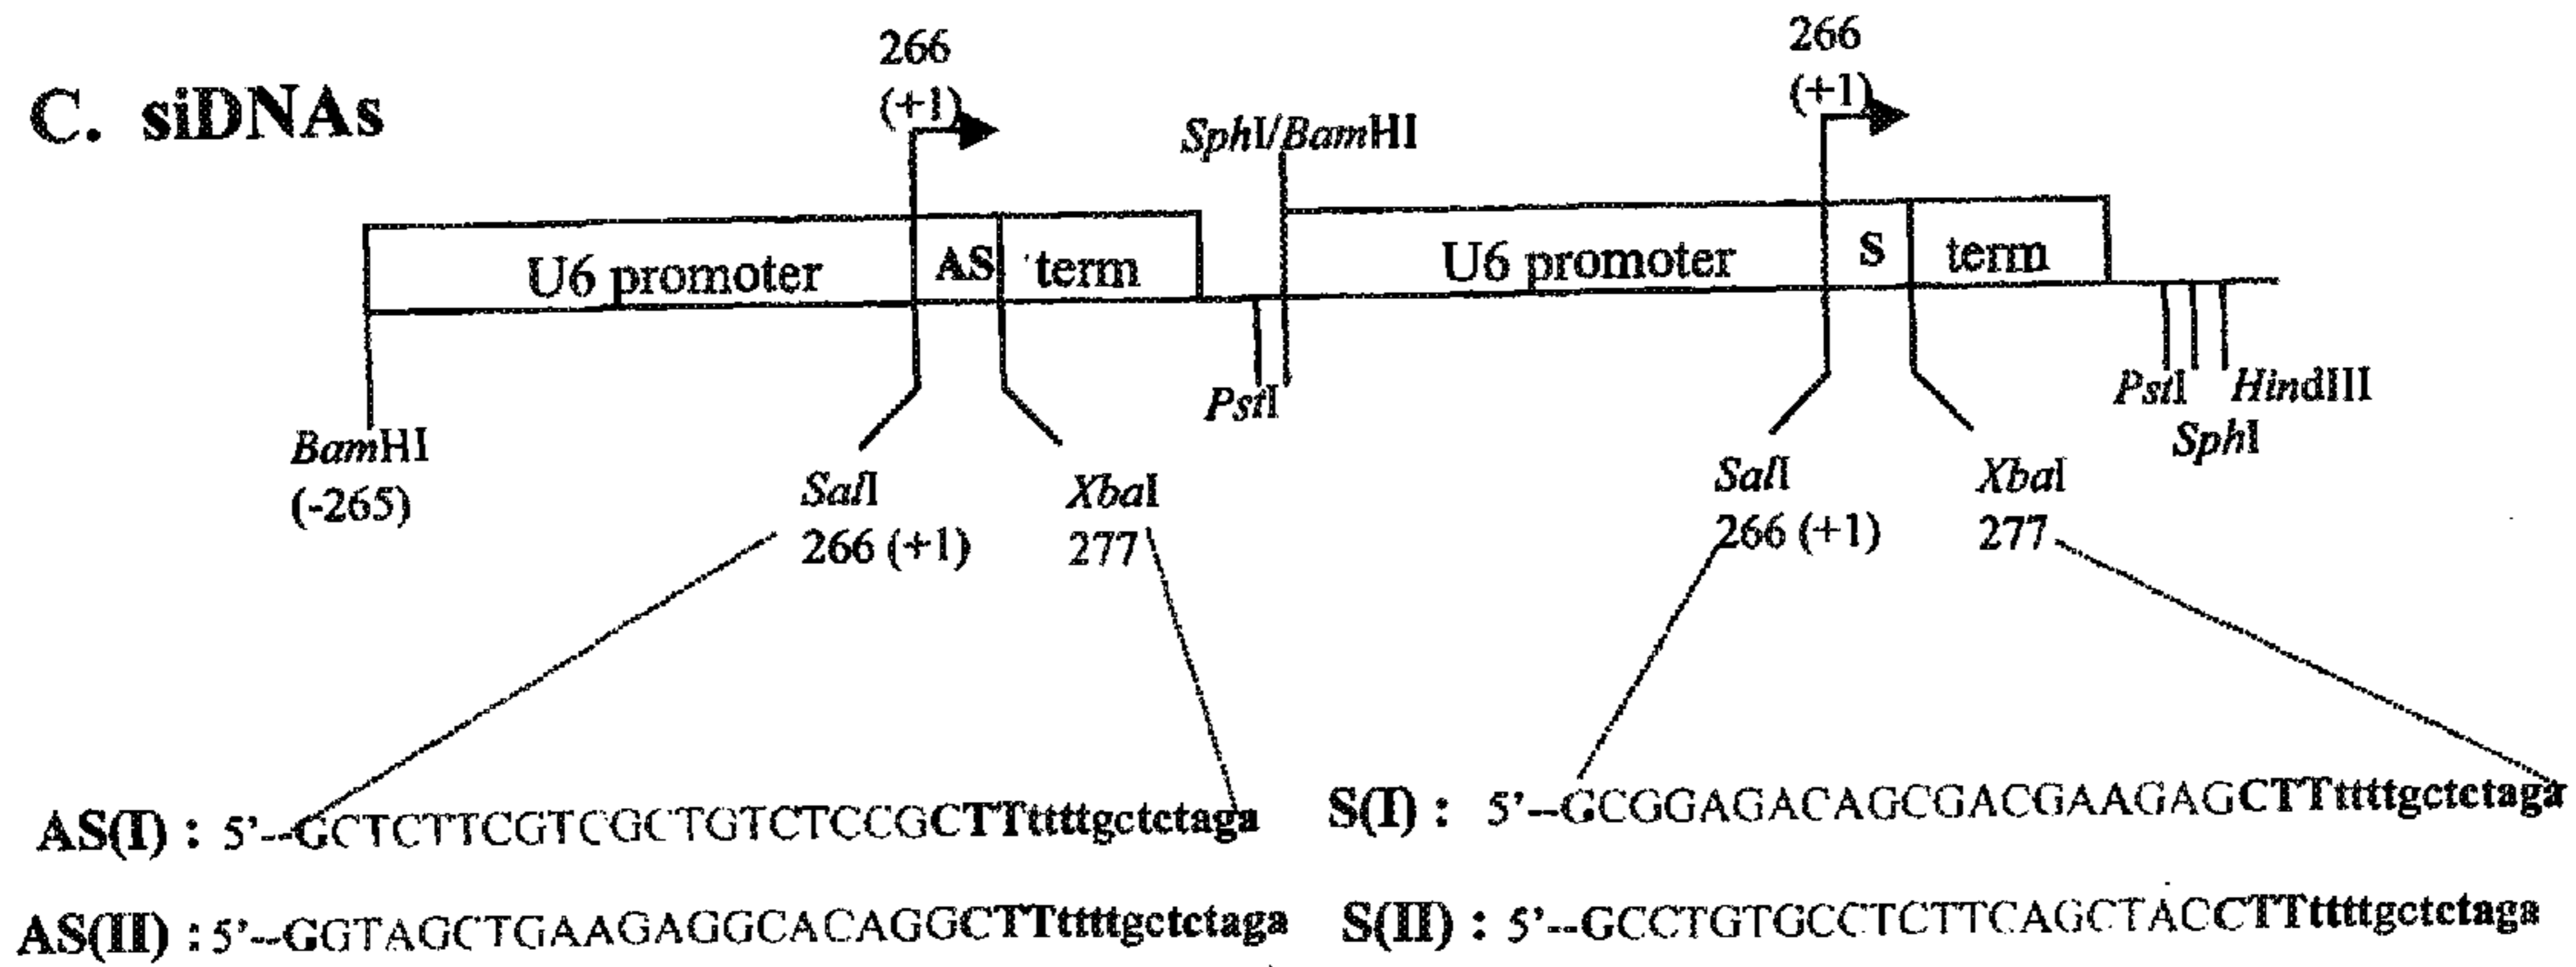 C. siDNAs
266
(+1)
266
(+1)
SphI/BamHI
U6 promoter AS term U6 promoter S term
PstI
PstI HindIII
SphI
BamHI
(-265)
SalI
266 (+1)
XbaI
277
SalI
266 (+1)
XbaI
277
AS(I) : 5'--GCTCTTCGTCGCTGTCTCCGCTTttttgctctaga
S(I) : 5'--GCGGAGACAGCGACGAAGAGCTTttttgctctaga
AS(II) : 5'--GGTAGCTGAAGAGGCACAGGCTTttttgctctaga
S(II) : 5'--GCCTGTGCCTCTTCAGCTACCCTTttttgctctaga